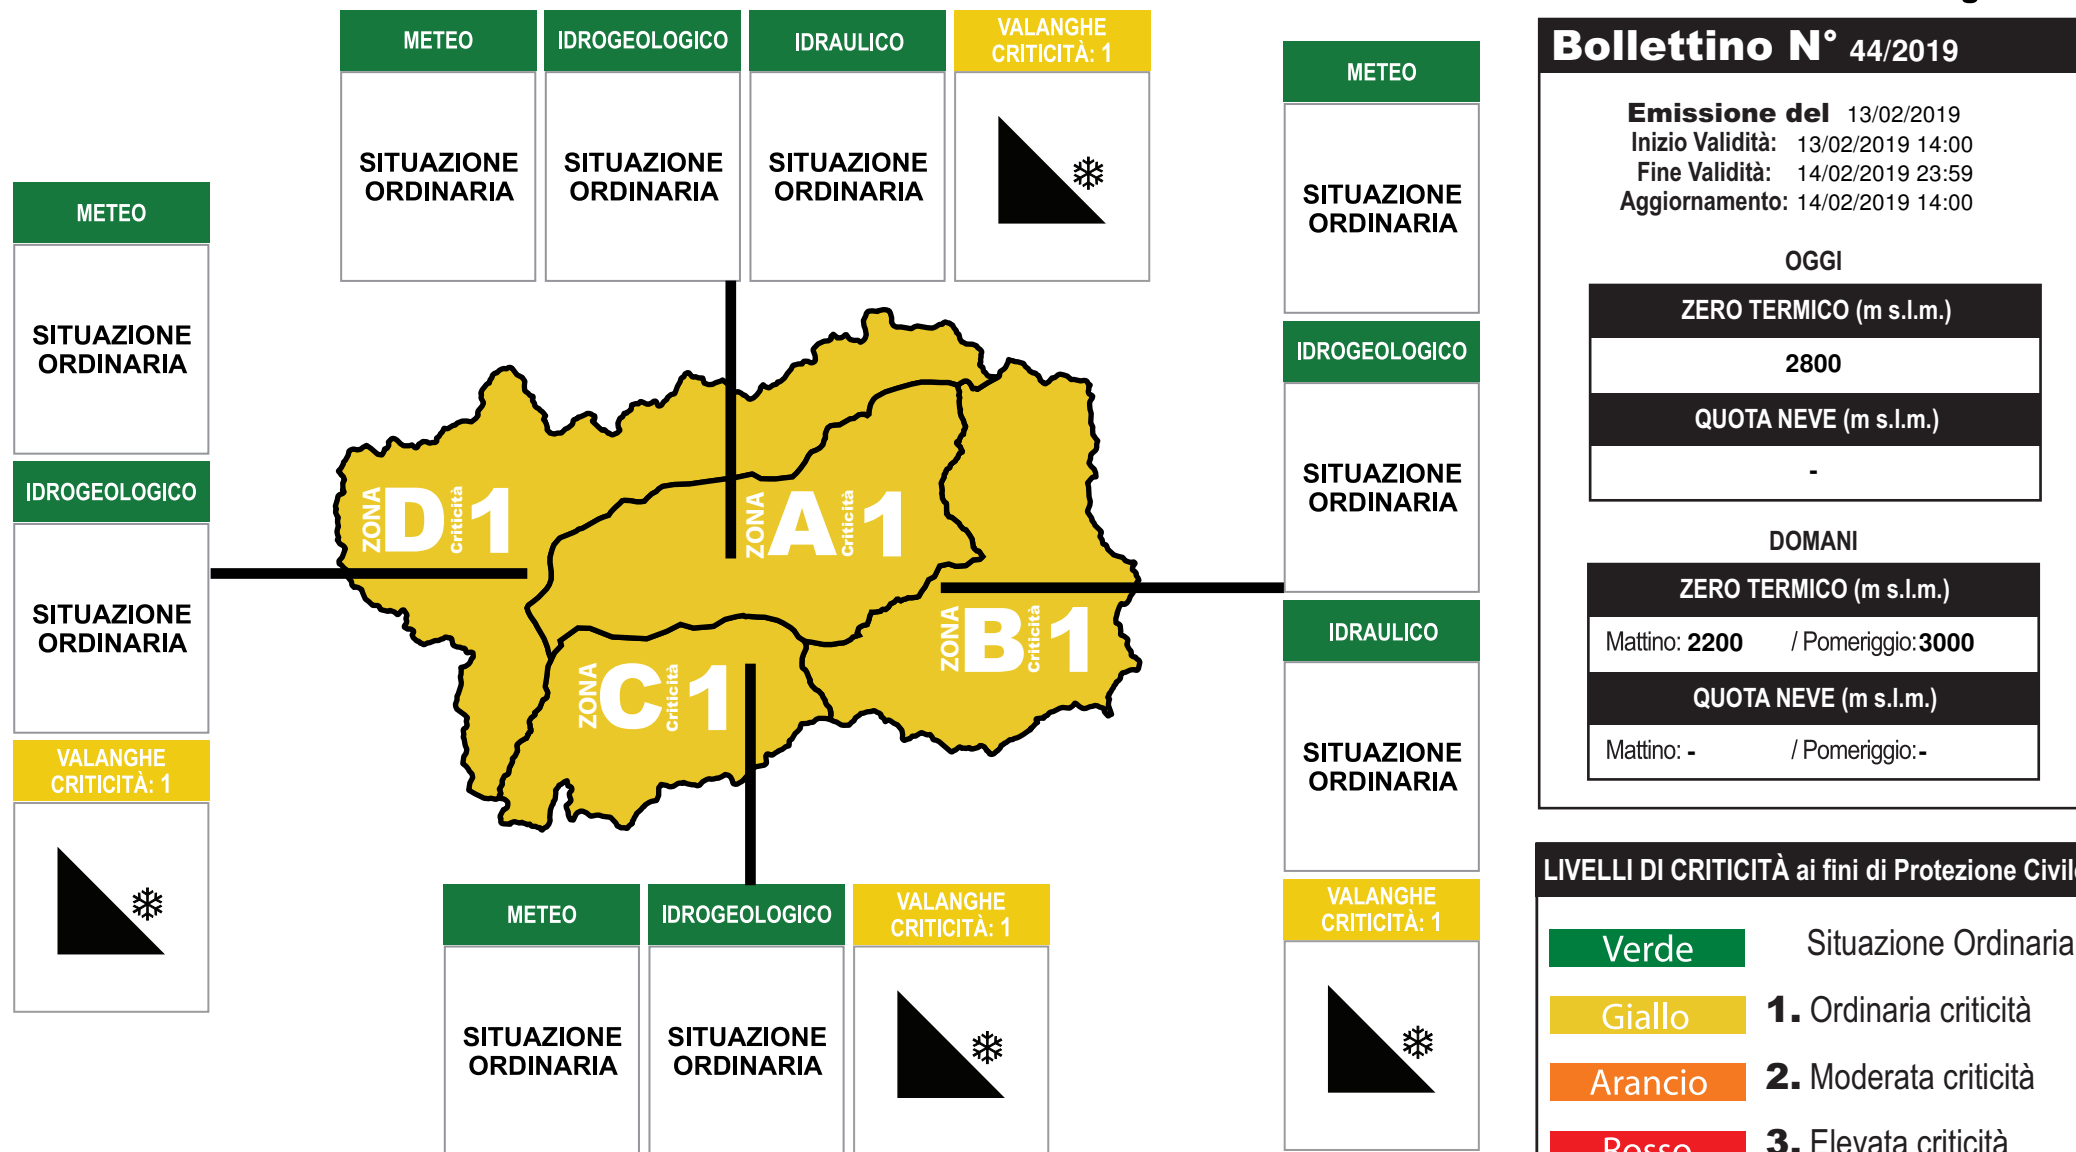 METEO
IDROGEOLOGICO
IDRAULICO
VALANGHE
CRITICITÀ: 1
SITUAZIONE
ORDINARIA
SITUAZIONE
ORDINARIA
SITUAZIONE
ORDINARIA
METEO
SITUAZIONE
ORDINARIA
IDROGEOLOGICO
SITUAZIONE
ORDINARIA
VALANGHE
CRITICITÀ: 1
ZONA D Criticità 1
ZONA A Criticità 1
ZONA B Criticità 1
ZONA C Criticità 1
METEO
SITUAZIONE
ORDINARIA
IDROGEOLOGICO
SITUAZIONE
ORDINARIA
IDRAULICO
SITUAZIONE
ORDINARIA
VALANGHE
CRITICITÀ: 1
METEO
IDROGEOLOGICO
VALANGHE
CRITICITÀ: 1
SITUAZIONE
ORDINARIA
SITUAZIONE
ORDINARIA
Bollettino N° 44/2019
Emissione del 13/02/2019
Inizio Validità: 13/02/2019 14:00
Fine Validità: 14/02/2019 23:59
Aggiornamento: 14/02/2019 14:00
OGGI
ZERO TERMICO (m s.l.m.)
2800
QUOTA NEVE (m s.l.m.)
-
DOMANI
ZERO TERMICO (m s.l.m.)
Mattino: 2200 / Pomeriggio: 3000
QUOTA NEVE (m s.l.m.)
Mattino: - / Pomeriggio: -
LIVELLI DI CRITICITÀ ai fini di Protezione Civile
Verde Situazione Ordinaria
Giallo 1. Ordinaria criticità
Arancio 2. Moderata criticità
Rosso 3. Elevata criticità